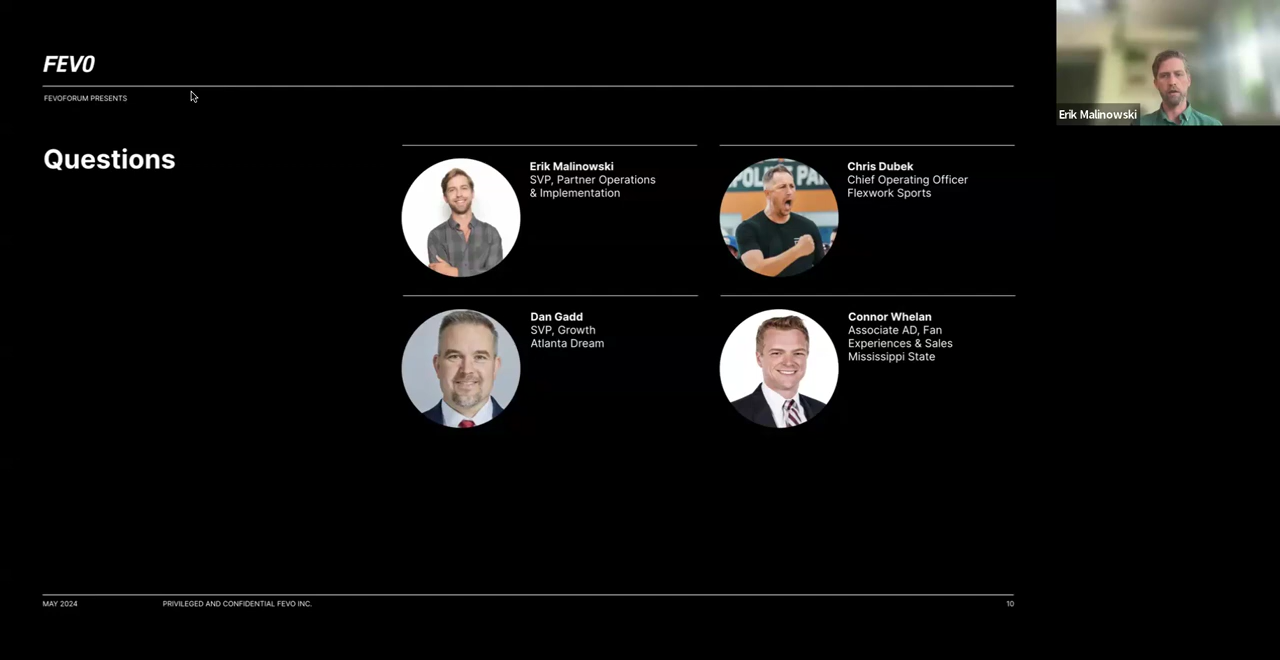 FEVO
FEVOFORUM PRESENTS
Erik Malinowski
Questions
Erik Malinowski
SVP, Partner Operations
& Implementation
Chris Dubek
Chief Operating Officer
Flexwork Sports
POLIS PA
Dan Gadd
SVP, Growth
Atlanta Dream
Connor Whelan
Associate AD, Fan
Experiences & Sales
Mississippi State
MAY 2024
PRIVILEGED AND CONFIDENTIAL FEVO INC.
10